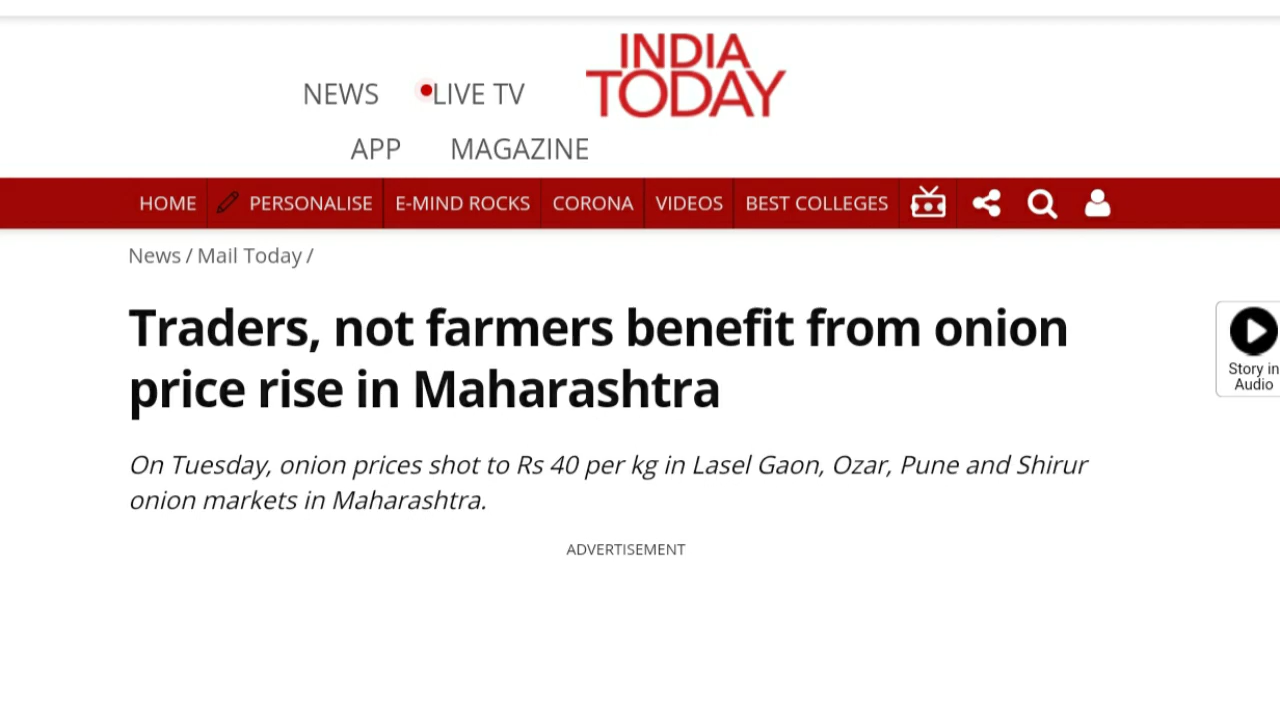 INDIA
TODAY
NEWS
LIVE TV
APP
MAGAZINE
HOME
PERSONALISE
E-MIND ROCKS
CORONA
VIDEOS
BEST COLLEGES
News / Mail Today /
Traders, not farmers benefit from onion
price rise in Maharashtra
Story in
Audio
On Tuesday, onion prices shot to Rs 40 per kg in Lasel Gaon, Ozar, Pune and Shirur
onion markets in Maharashtra.
ADVERTISEMENT